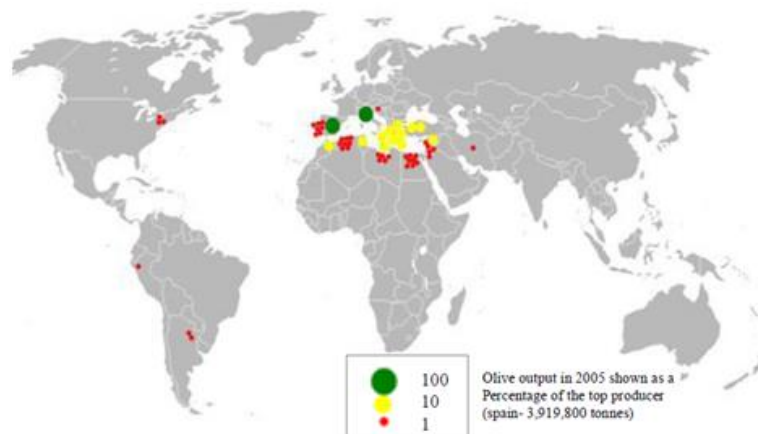 100
10
1
Olive output in 2005 shown as a
Percentage of the top producer
(spain- 3,919,800 tonnes)